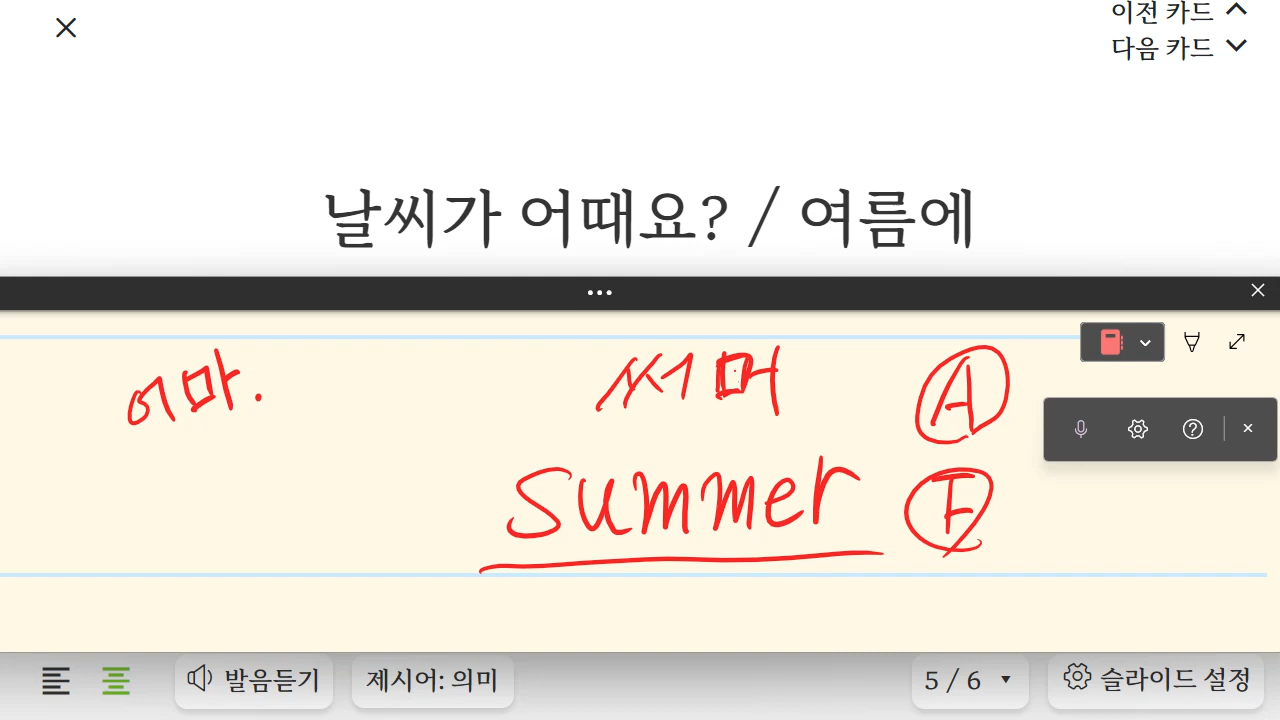 이전 카드
다음 카드
날씨가 어때요? / 여름에
이마.
써머 A
summer F
발음듣기 제시어: 의미 5 / 6 슬라이드 설정